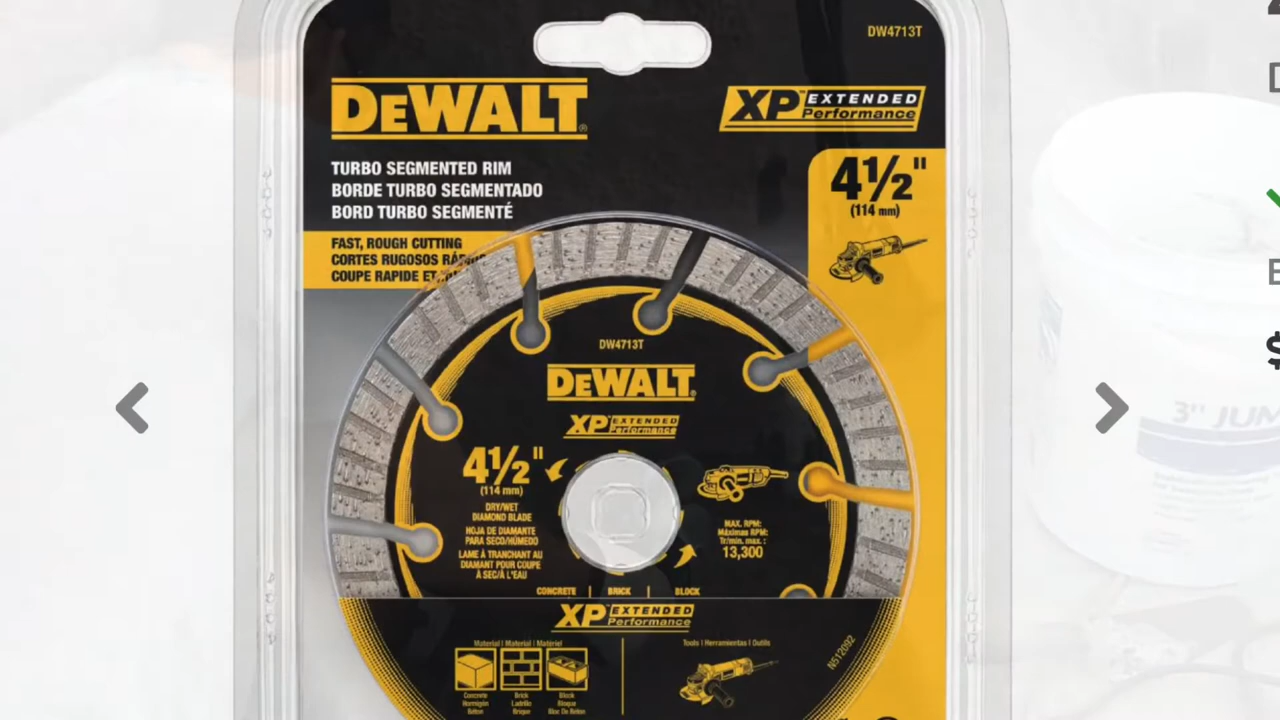 DW4713T
DEWALT
XP EXTENDED Performance
TURBO SEGMENTED RIM
BORDE TURBO SEGMENTADO
BORD TURBO SEGMENTÉ
4½"
(114 mm)
FAST, ROUGH CUTTING
CORTES RUGOSOS
COUPE RAPIDE ET
DW4713T
DEWALT
XP EXTENDED Performance
4½"
(114 mm)
DRY/WET
DIAMOND BLADE
HOJA DE DIAMANTE
PARA SECO/HÚMEDO
LAME À TRANCHANT AU
DIAMANT POUR COUPE
À SEC/À L'EAU
MAX. RPM:
Máximas RPM:
Tr/min. max. :
13,300
CONCRETE | BRICK | BLOCK
XP EXTENDED Performance
Material | Material | Matériel
Tools | Herramientas | Outils
Concrete
Hormigón
Béton
Brick
Ladrillo
Brique
Block
Bloque
Bloc De Béton
N512092
3" JUM
$